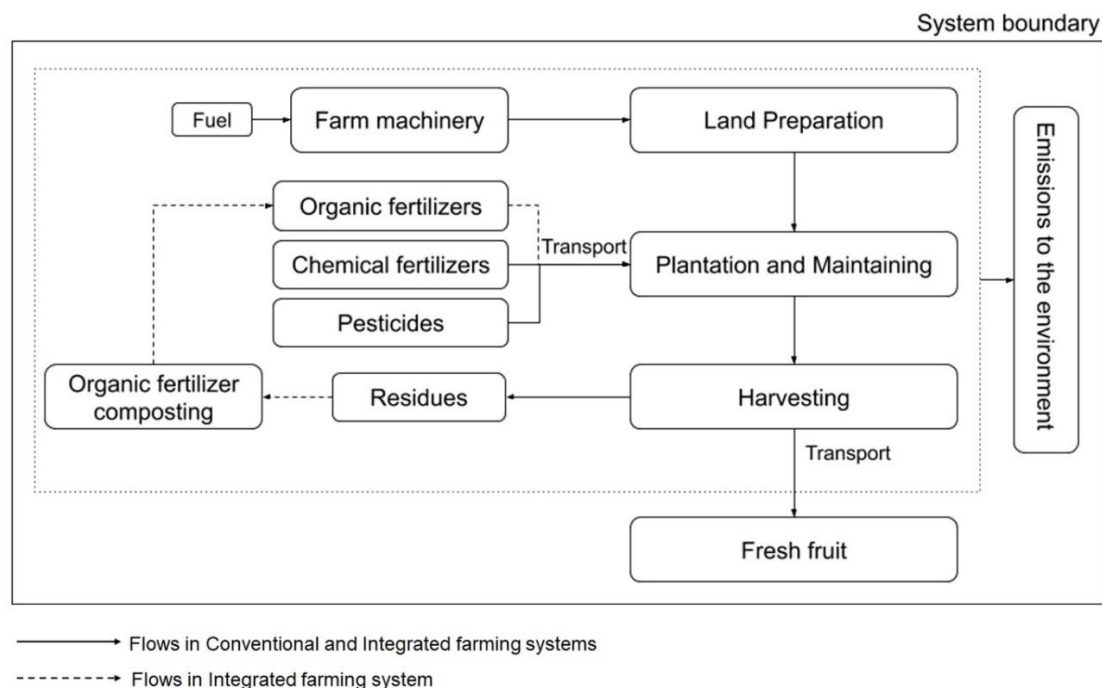 System boundary
Fuel
Farm machinery
Land Preparation
Organic fertilizers
Chemical fertilizers
Pesticides
Transport
Plantation and Maintaining
Organic fertilizer
composting
Residues
Harvesting
Transport
Fresh fruit
Emissions to the environment
Flows in Conventional and Integrated farming systems
Flows in Integrated farming system